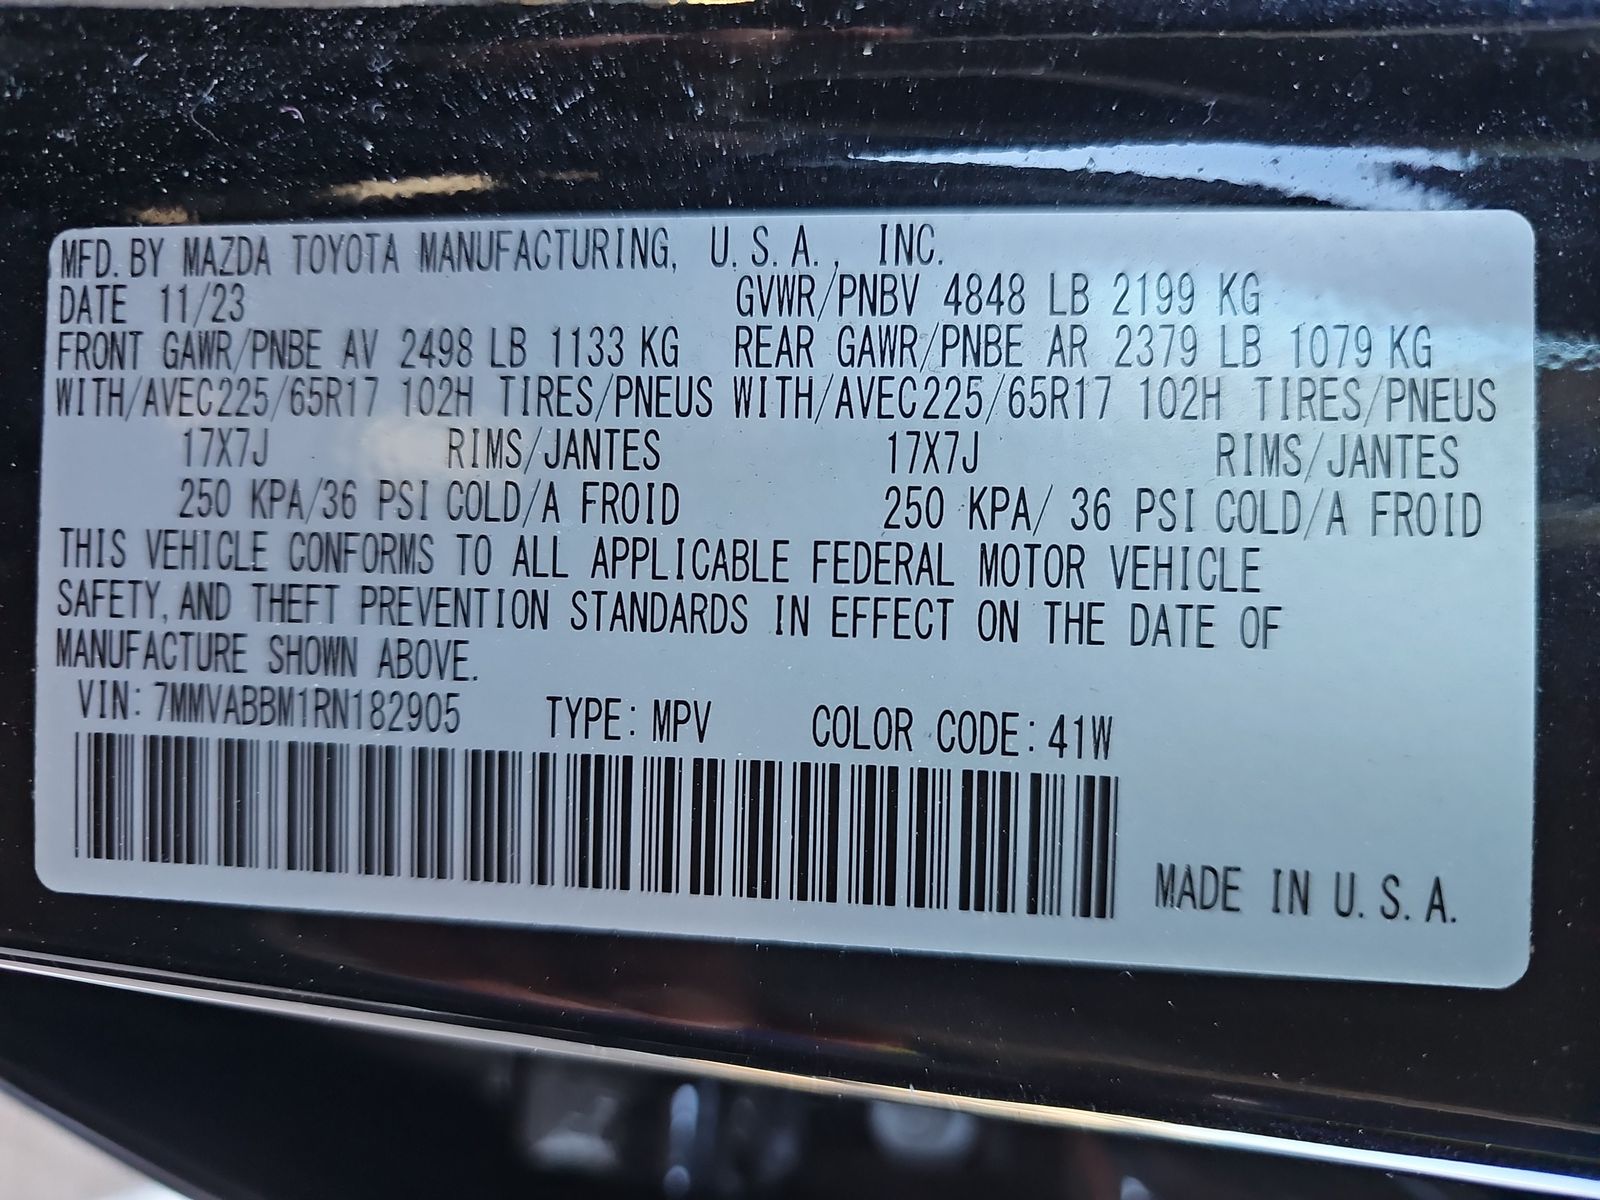 MFD. BY MAZDA TOYOTA MANUFACTURING, U.S.A., INC.
DATE 11/23 GVWR/PNBV 4848 LB 2199 KG
FRONT GAWR/PNBE AV 2498 LB 1133 KG REAR GAWR/PNBE AR 2379 LB 1079 KG
WITH/AVEC225/65R17 102H TIRES/PNEUS WITH/AVEC225/65R17 102H TIRES/PNEUS
17X7J RIMS/JANTES 17X7J RIMS/JANTES
250 KPA/36 PSI COLD/A FROID 250 KPA/ 36 PSI COLD/A FROID
THIS VEHICLE CONFORMS TO ALL APPLICABLE FEDERAL MOTOR VEHICLE
SAFETY, AND THEFT PREVENTION STANDARDS IN EFFECT ON THE DATE OF
MANUFACTURE SHOWN ABOVE.
VIN: 7MMVABBM1RN182905 TYPE: MPV COLOR CODE: 41W
MADE IN U.S.A.